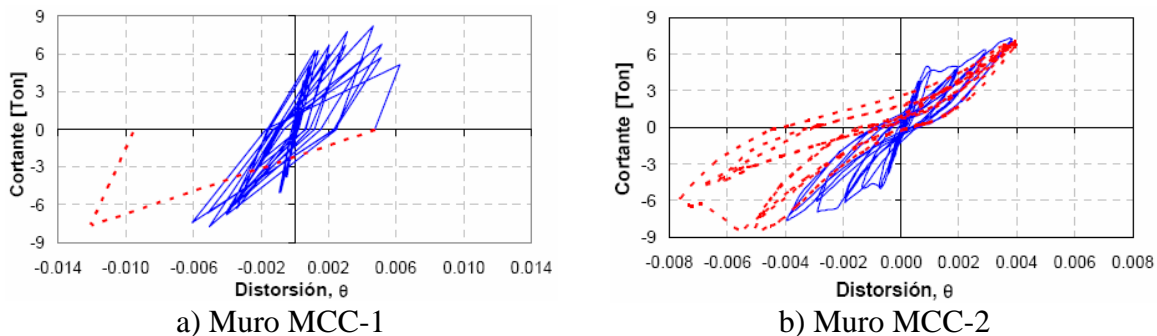 9
6
3
0
-3
-6
-9
Cortante [Ton]
-0.014 -0.010 -0.006 -0.002 0.002 0.006 0.010 0.014
Distorsión, θ
a) Muro MCC-1
9
6
3
0
-3
-6
-9
Cortante [Ton]
-0.008 -0.006 -0.004 -0.002 0.000 0.002 0.004 0.006 0.008
Distorsión, θ
b) Muro MCC-2